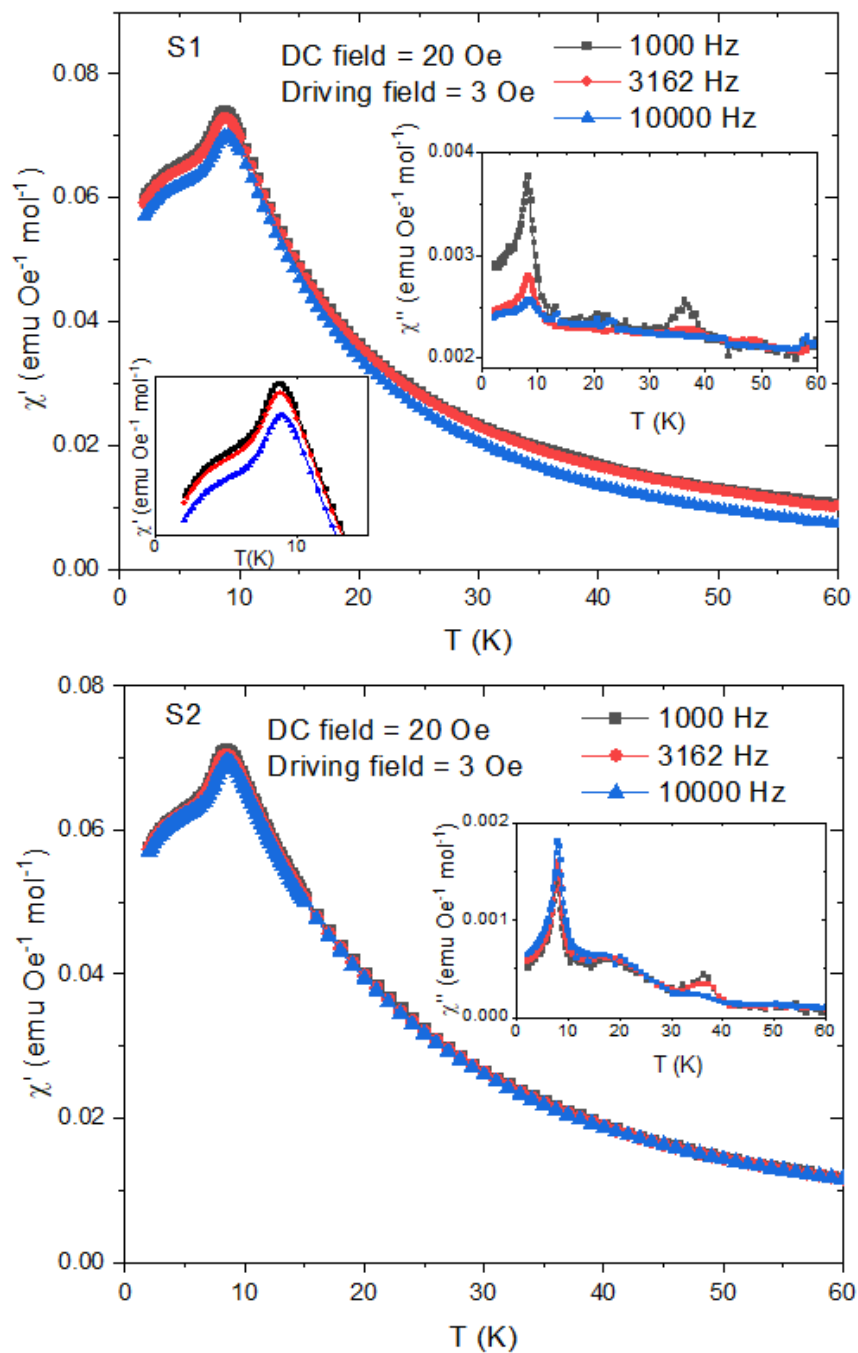 S1
DC field = 20 Oe
Driving field = 3 Oe
1000 Hz
3162 Hz
10000 Hz
0.08
0.06
0.04
0.02
0.00
χ' (emu Oe⁻¹ mol⁻¹)
0 10 20 30 40 50 60
T (K)
0.004
0.003
0.002
χ'' (emu Oe⁻¹ mol⁻¹)
0 10 20 30 40 50 60
T (K)
χ' (emu Oe⁻¹ mol⁻¹)
0 10
T(K)
S2
DC field = 20 Oe
Driving field = 3 Oe
1000 Hz
3162 Hz
10000 Hz
0.08
0.06
0.04
0.02
0.00
χ' (emu Oe⁻¹ mol⁻¹)
0 10 20 30 40 50 60
T (K)
0.002
0.001
0.000
χ'' (emu Oe⁻¹ mol⁻¹)
0 10 20 30 40 50 60
T (K)